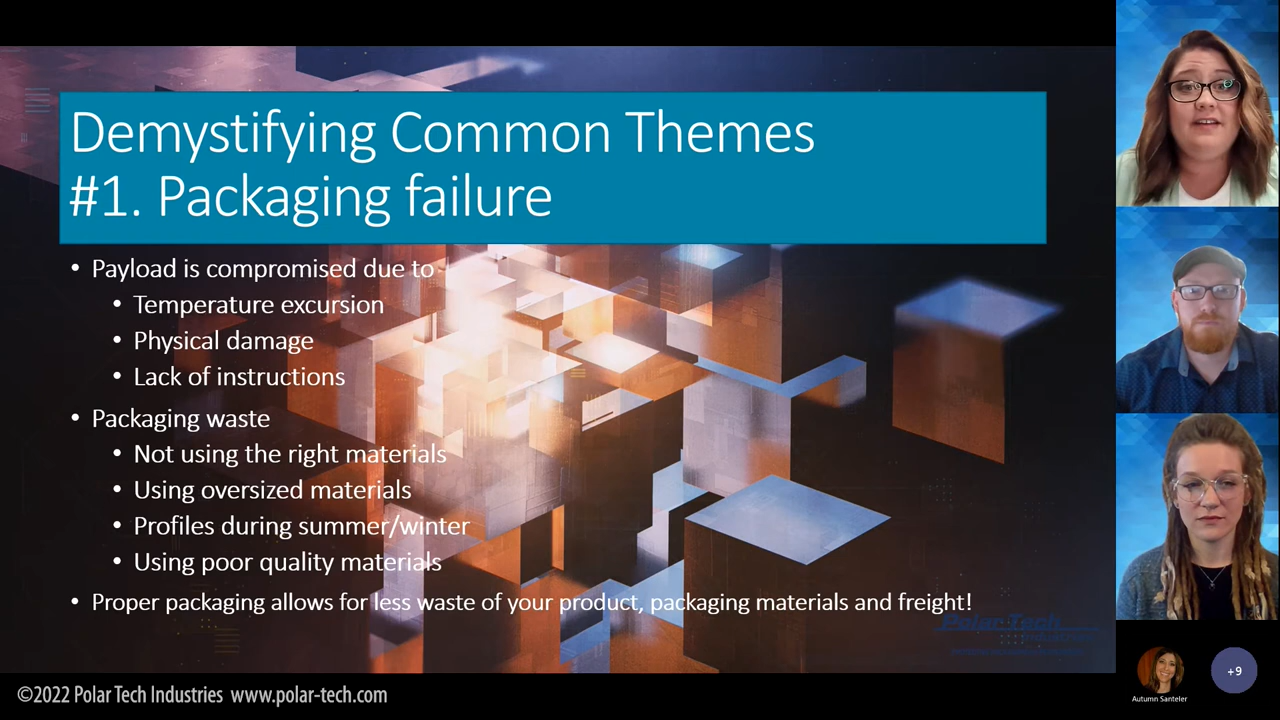 Demystifying Common Themes
#1. Packaging failure
• Payload is compromised due to
• Temperature excursion
• Physical damage
• Lack of instructions
• Packaging waste
• Not using the right materials
• Using oversized materials
• Profiles during summer/winter
• Using poor quality materials
• Proper packaging allows for less waste of your product, packaging materials and freight!
Polar Tech
Industries
©2022 Polar Tech Industries www.polar-tech.com
Autumn Santeler
+9